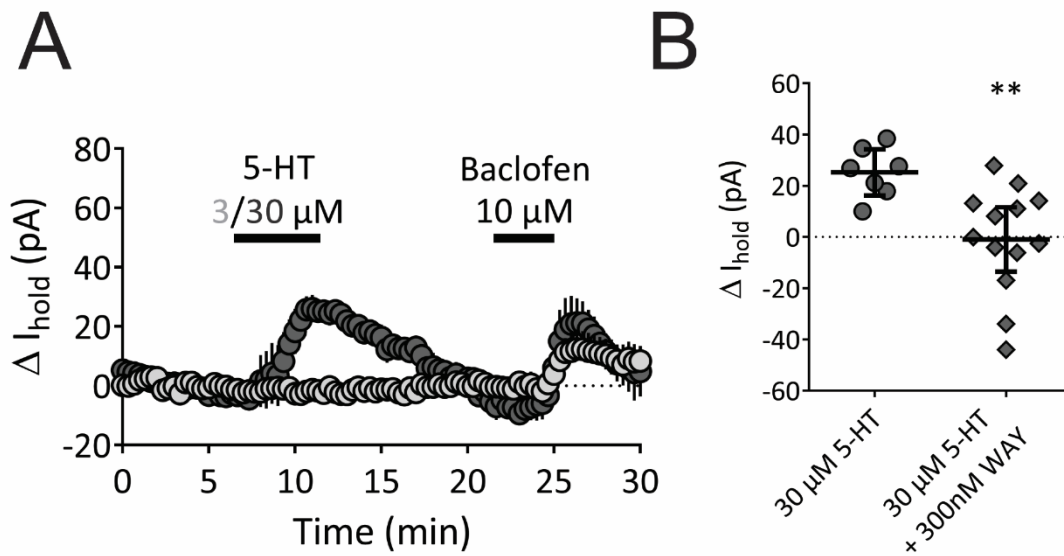 A
Δ I_hold (pA)
80
60
40
20
0
-20
5-HT
3/30 μM
Baclofen
10 μM
0 5 10 15 20 25 30
Time (min)
B
Δ I_hold (pA)
60
40
20
0
-20
-40
-60
**
30 μM 5-HT
30 μM 5-HT
+ 300nM WAY